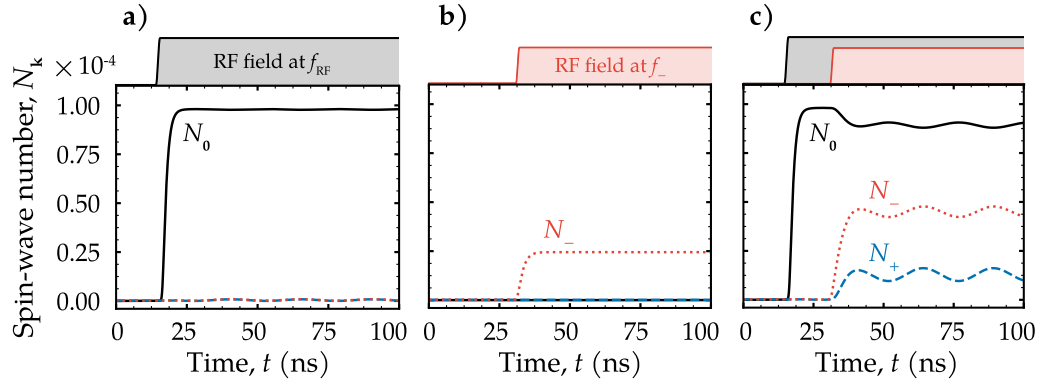 a)
RF field at f_RF
b)
RF field at f_−
c)
Spin-wave number, N_k
× 10⁻⁴
1.00
0.75
0.50
0.25
0.00
N_0
N_−
N_0
N_−
N_+
0 25 50 75 100
0 25 50 75 100
0 25 50 75 100
Time, t (ns)
Time, t (ns)
Time, t (ns)